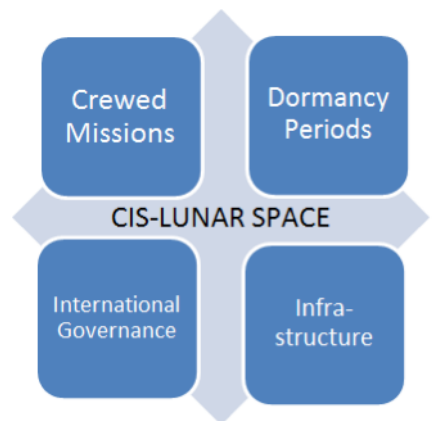 Crewed
Missions
Dormancy
Periods
CIS-LUNAR SPACE
International
Governance
Infra-
structure